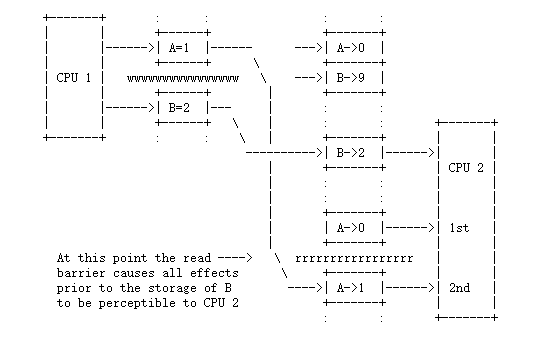 A=1
A->0
CPU 1
wwwwwwwwwwwwwwww
B->9
B=2
B->2
CPU 2
A->0
1st
At this point the read ---->
rrrrrrrrrrrrrrrrr
barrier causes all effects
prior to the storage of B
A->1
2nd
to be perceptible to CPU 2